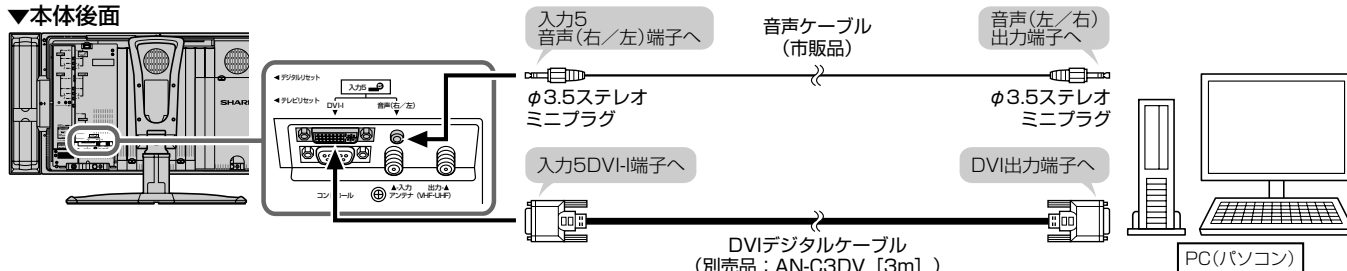 ▼本体後面
SHAR
◀デジタルリセット
◀テレビリセット
入力5
DVI-I
音声(右／左)
コントロール
▲-入力
アンテナ
出力-▲
(VHF・UHF)
入力5
音声(右／左)端子へ
音声ケーブル
(市販品)
音声(左／右)
出力端子へ
φ3.5ステレオ
ミニプラグ
φ3.5ステレオ
ミニプラグ
入力5DVI-I端子へ
DVI出力端子へ
DVIデジタルケーブル
(別売品：AN-C3DV［3m］)
PC(パソコン)